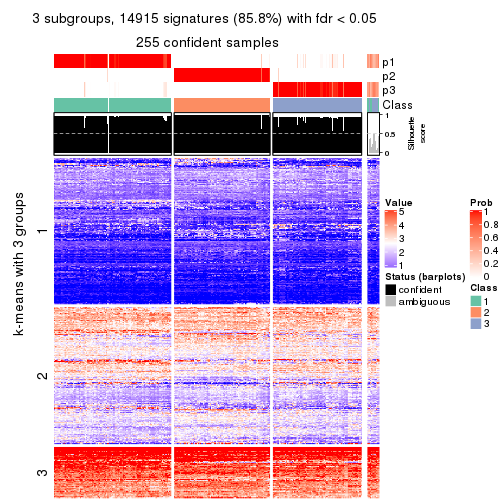 3 subgroups, 14915 signatures (85.8%) with fdr < 0.05
255 confident samples
p1
p2
p3
Class
1
0.5
0
Silhouette
score
k-means with 3 groups
1
2
3
Value
5
4
3
2
1
Status (barplots)
confident
ambiguous
Prob
1
0.8
0.6
0.4
0.2
0
Class
1
2
3